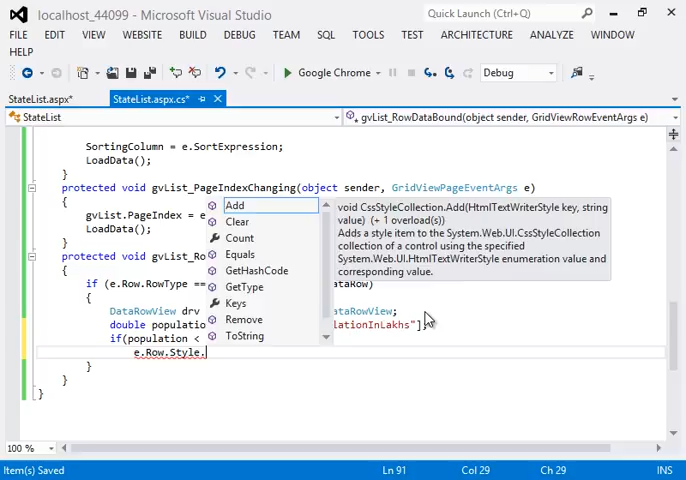 localhost_44099 - Microsoft Visual Studio
Quick Launch (Ctrl+Q)
FILE EDIT VIEW WEBSITE BUILD DEBUG TEAM SQL TOOLS TEST ARCHITECTURE ANALYZE WINDOW
HELP
Google Chrome Debug
StateList.aspx* StateList.aspx.cs*
StateList gvList_RowDataBound(object sender, GridViewRowEventArgs e)
SortingColumn = e.SortExpression;
LoadData();
}
protected void gvList_PageIndexChanging(object sender, GridViewPageEventArgs e)
{
gvList.PageIndex = e
LoadData();
}
protected void gvList_Ro
if (e.Row.RowType == DataRow)
{
DataRowView drv ataRowView;
double populatio lationInLakhs"];
if(population <
e.Row.Style.
}
}
}
Add
Clear
Count
Equals
GetHashCode
GetType
Keys
Remove
ToString
void CssStyleCollection.Add(HtmlTextWriterStyle key, string
value) (+ 1 overload(s))
Adds a style item to the System.Web.UI.CssStyleCollection
collection of a control using the specified
System.Web.UI.HtmlTextWriterStyle enumeration value and
corresponding value.
100 %
Item(s) Saved Ln 91 Col 29 Ch 29 INS